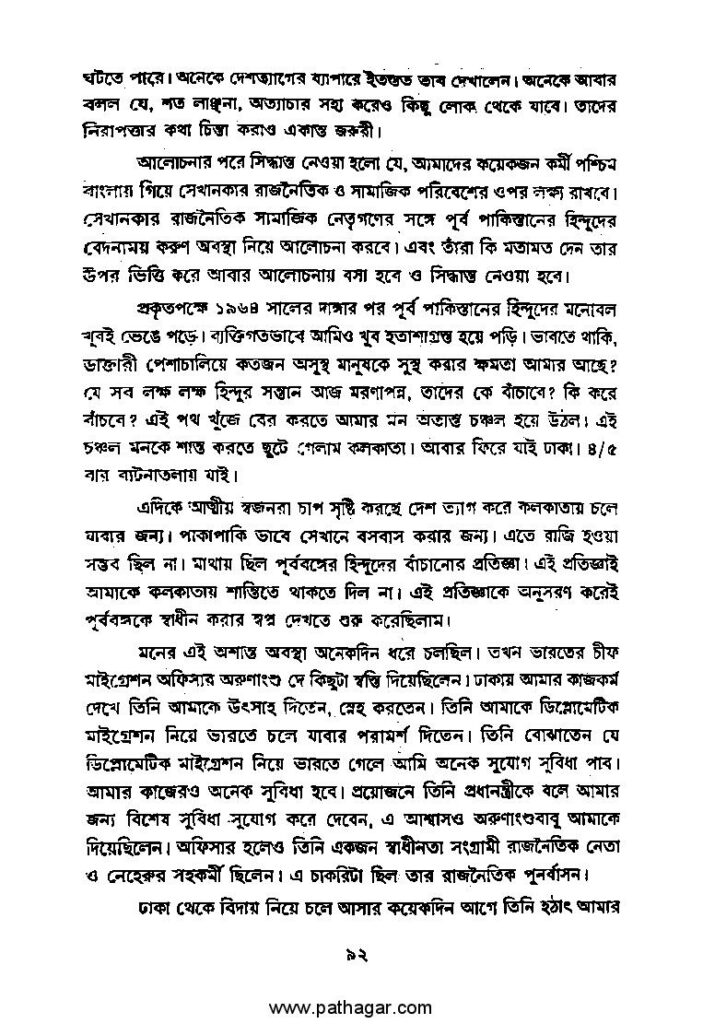 ঘটতে পারে। অনেকে দেশত্যাগের ব্যাপারে ইতস্তত ভাব দেখালেন। অনেকে আবার
বলল যে, শত লাঞ্ছনা, অত্যাচার সহ্য করেও কিছু লোক থেকে যাবে। তাদের
নিরাপত্তার কথা চিন্তা করাও একান্ত জরুরী।
আলোচনার পরে সিদ্ধান্ত নেওয়া হলো যে, আমাদের কয়েকজন কর্মী পশ্চিম
বাংলায় গিয়ে সেখানকার রাজনৈতিক ও সামাজিক পরিবেশের ওপর লক্ষ্য রাখবে।
সেখানকার রাজনৈতিক সামাজিক নেতৃগণের সঙ্গে পূর্ব পাকিস্তানের হিন্দুদের
বেদনাময় করুণ অবস্থা নিয়ে আলোচনা করবে। এবং তাঁরা কি মতামত দেন তার
উপর ভিত্তি করে আবার আলোচনায় বসা হবে ও সিদ্ধান্ত নেওয়া হবে।
প্রকৃতপক্ষে ১৯৬৪ সালের দাঙ্গার পর পূর্ব পাকিস্তানের হিন্দুদের মনোবল
খুবই ভেঙে পড়ে। ব্যক্তিগতভাবে আমিও খুব হতাশাগ্রস্ত হয়ে পড়ি। ভাবতে থাকি,
ডাক্তারী পেশাচালিয়ে কতজন অসুস্থ মানুষকে সুস্থ করার ক্ষমতা আমার আছে?
যে সব লক্ষ লক্ষ হিন্দুর সন্তান আজ মরণাপন্ন, তাদের কে বাঁচাবে? কি করে
বাঁচবে? এই পথ খুঁজে বের করতে আমার মন অত্যন্ত চঞ্চল হয়ে উঠল। এই
চঞ্চল মনকে শান্ত করতে ছুটে গেলাম কলকাতা। আবার ফিরে যাই ঢাকা। ৪/৫
বার ব্যটনাতলায় যাই।
এদিকে আত্মীয় স্বজনরা চাপ সৃষ্টি করছে দেশ ত্যাগ করে কলকাতায় চলে
যাবার জন্য। পাকাপাকি ভাবে সেখানে বসবাস করার জন্য। এতে রাজি হওয়া
সম্ভব ছিল না। মাথায় ছিল পূর্ববঙ্গের হিন্দুদের বাঁচানোর প্রতিজ্ঞা। এই প্রতিজ্ঞাই
আমাকে কলকাতায় শান্তিতে থাকতে দিল না। এই প্রতিজ্ঞাকে অনুসরণ করেই
পূর্ববঙ্গকে স্বাধীন করার স্বপ্ন দেখতে শুরু করেছিলাম।
মনের এই অশান্ত অবস্থা অনেকদিন ধরে চলছিল। তখন ভারতের চীফ
মাইগ্রেশন অফিসার অরুণাংশু দে কিছুটা স্বস্তি দিয়েছিলেন। ঢাকায় আমার কাজকর্ম
দেখে তিনি আমাকে উৎসাহ দিতেন, স্নেহ করতেন। তিনি আমাকে ডিপ্লোমেটিক
মাইগ্রেশন নিয়ে ভারতে চলে যাবার পরামর্শ দিতেন। তিনি বোঝাতেন যে
ডিপ্লোমেটিক মাইগ্রেশন নিয়ে ভারতে গেলে আমি অনেক সুযোগ সুবিধা পাব।
আমার কাজেরও অনেক সুবিধা হবে। প্রয়োজনে তিনি প্রধানমন্ত্রীকে বলে আমার
জন্য বিশেষ সুবিধা সুযোগ করে দেবেন, এ আশ্বাসও অরুণাংশুবাবু আমাকে
দিয়েছিলেন। অফিসার হলেও তিনি একজন স্বাধীনতা সংগ্রামী রাজনৈতিক নেতা
ও নেহেরুর সহকর্মী ছিলেন। এ চাকরিটা ছিল তার রাজনৈতিক পুনর্বাসন।
ঢাকা থেকে বিদায় নিয়ে চলে আসার কয়েকদিন আগে তিনি হঠাৎ আমার
৯২
www.pathagar.com